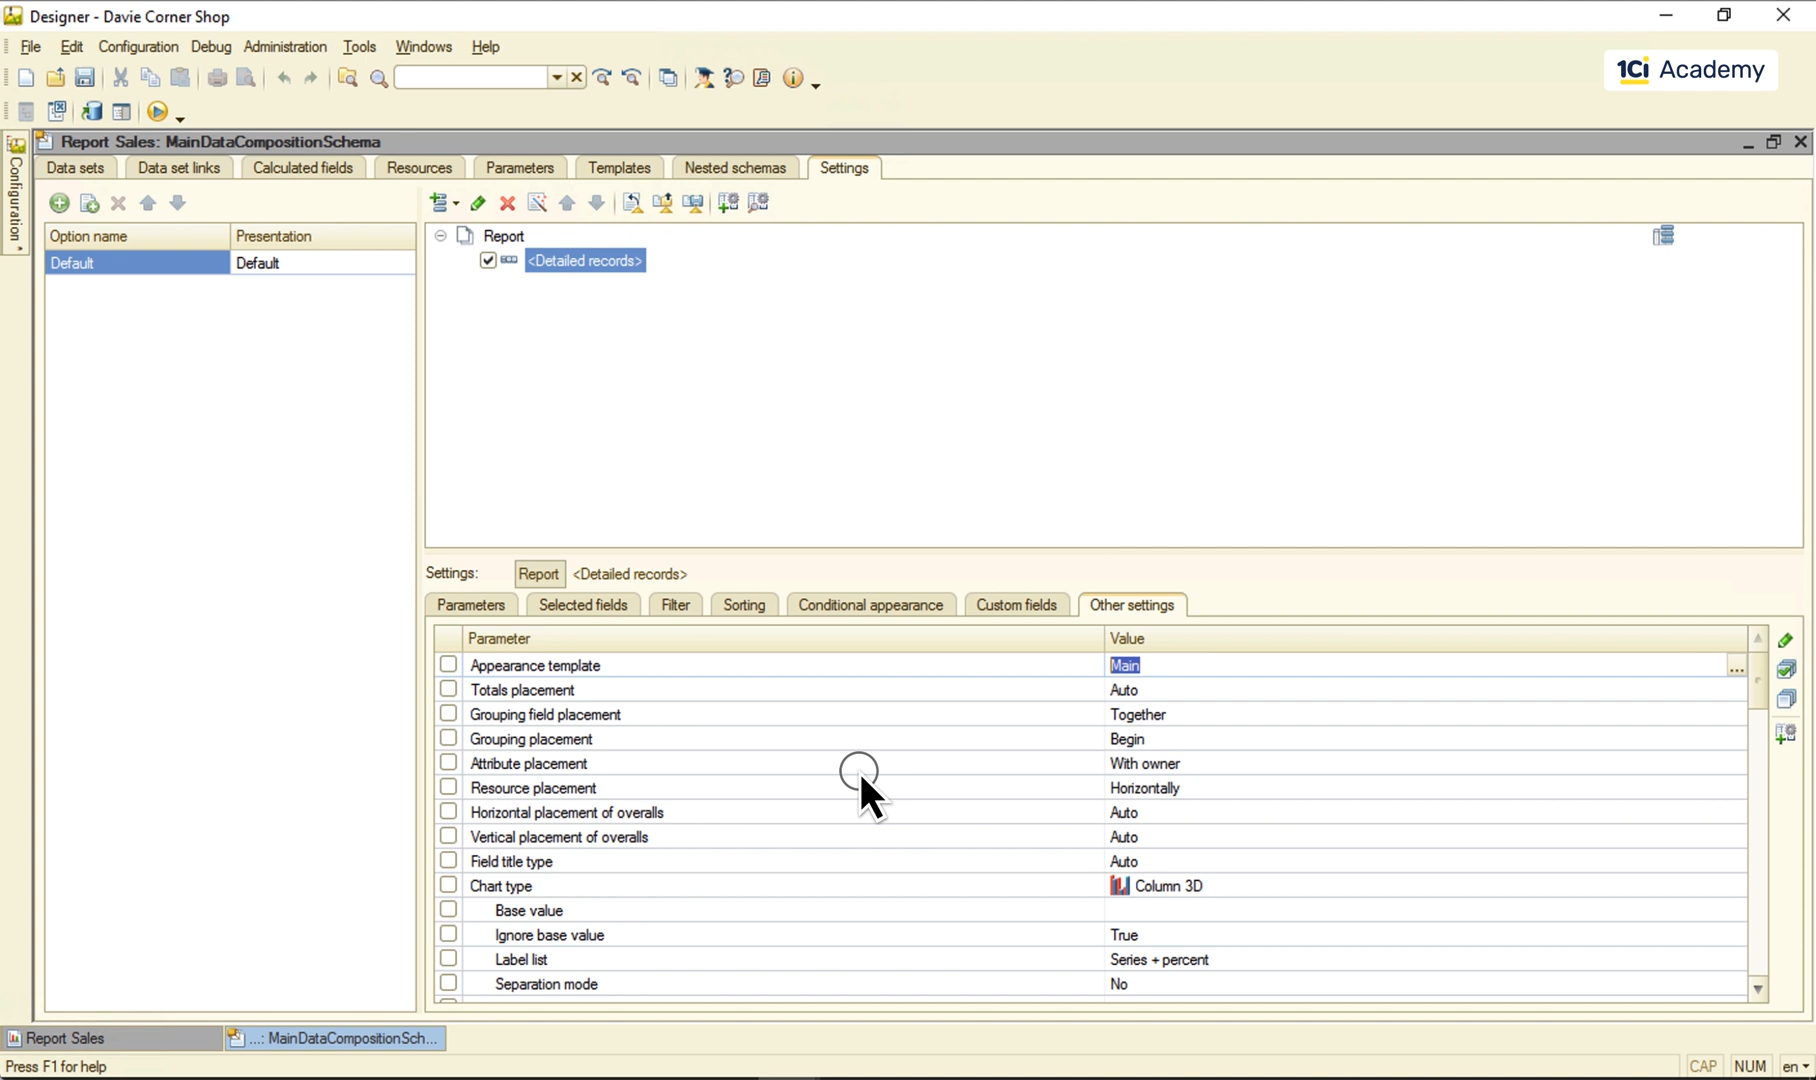 Designer - Davie Corner Shop
File Edit Configuration Debug Administration Tools Windows Help
1Ci Academy
Configuration
Report Sales: MainDataCompositionSchema
Data sets Data set links Calculated fields Resources Parameters Templates Nested schemas Settings
Option name Presentation
Default Default
Report
<Detailed records>
Settings: Report <Detailed records>
Parameters Selected fields Filter Sorting Conditional appearance Custom fields Other settings
Parameter Value
Appearance template Main ...
Totals placement Auto
Grouping field placement Together
Grouping placement Begin
Attribute placement With owner
Resource placement Horizontally
Horizontal placement of overalls Auto
Vertical placement of overalls Auto
Field title type Auto
Chart type Column 3D
Base value
Ignore base value True
Label list Series + percent
Separation mode No
Report Sales ...: MainDataCompositionSch...
Press F1 for help CAP NUM en